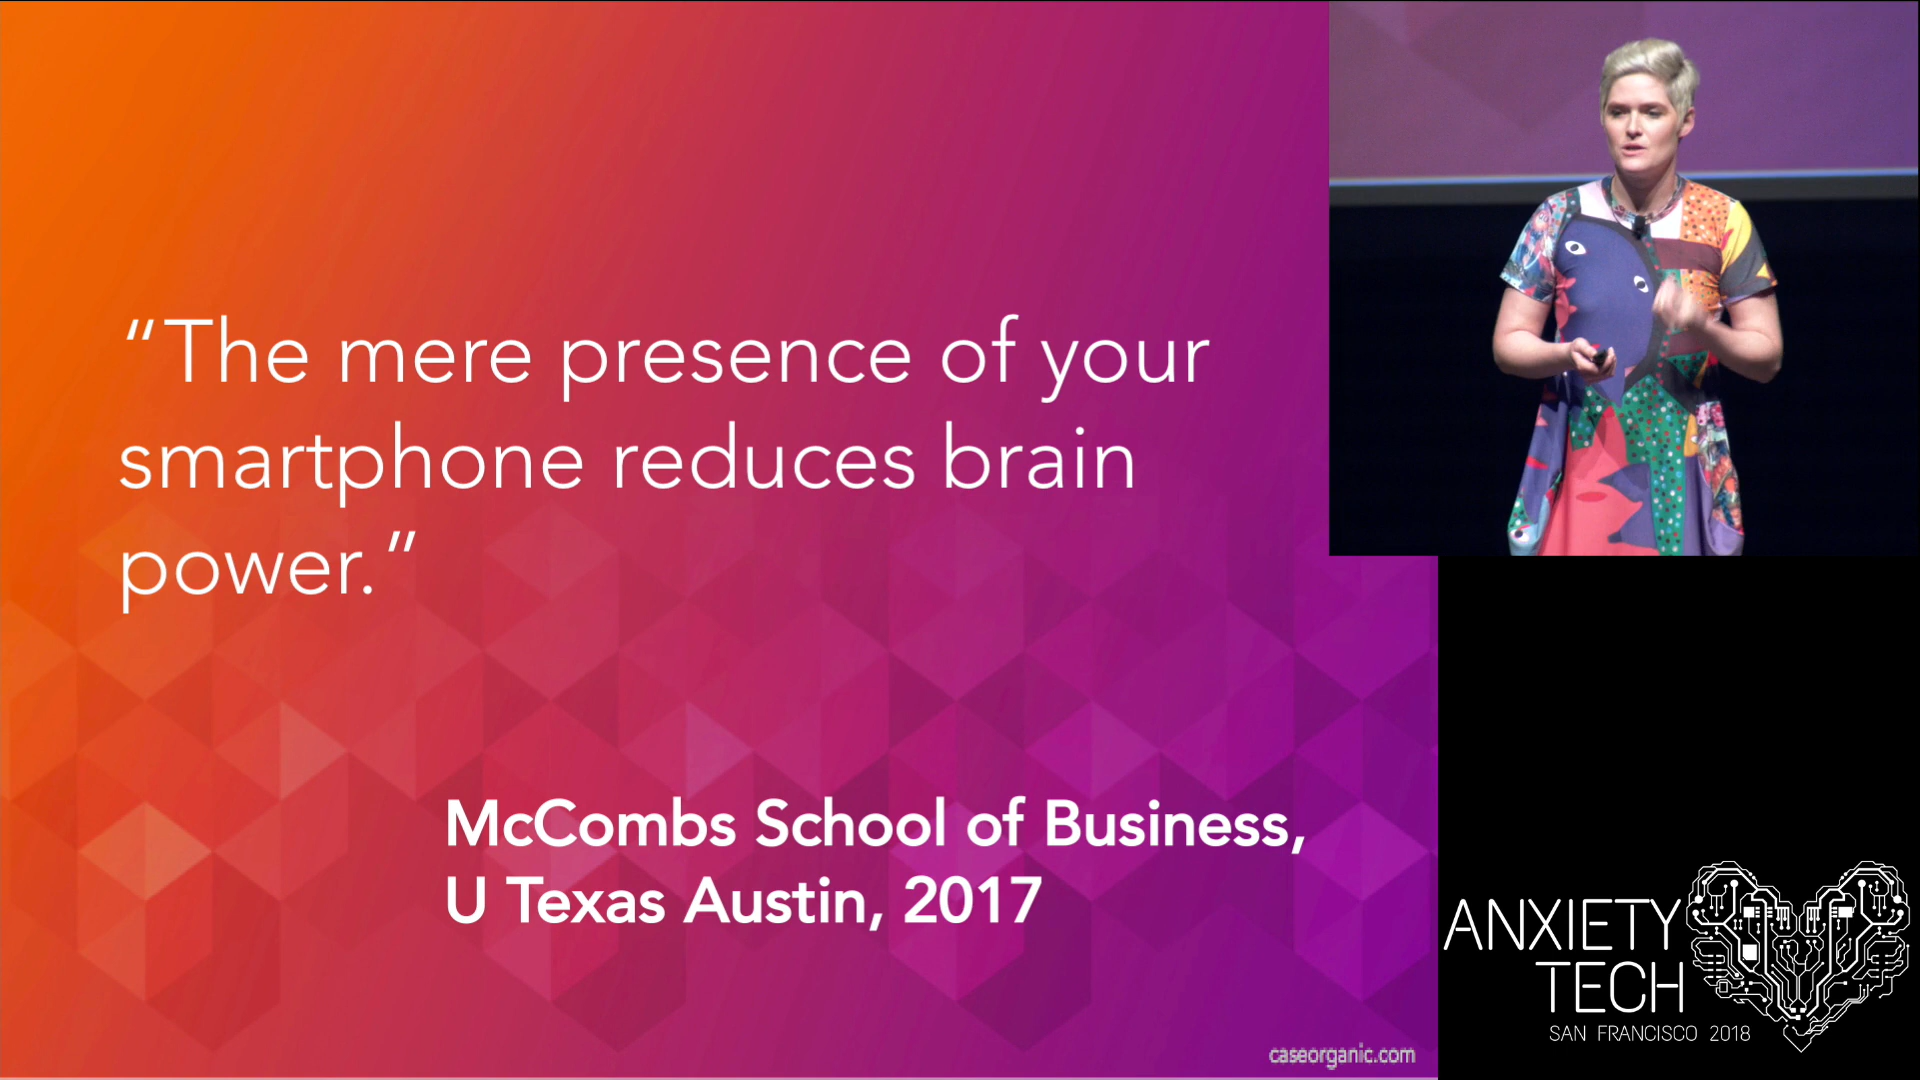 “The mere presence of your
smartphone reduces brain
power.”
McCombs School of Business,
U Texas Austin, 2017
caseorganic.com
ANXIETY
TECH
SAN FRANCISCO 2018